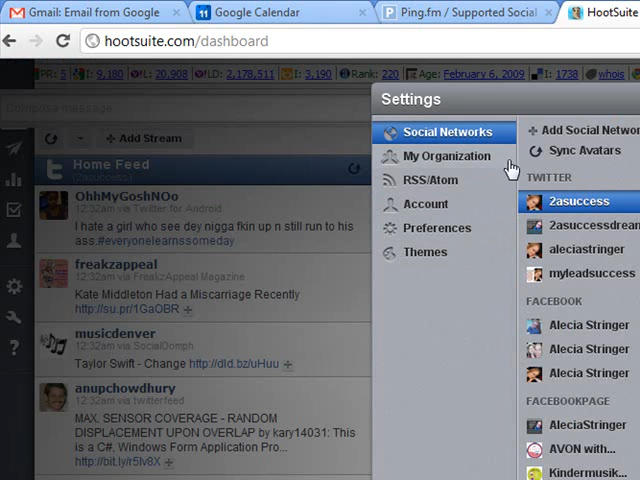 Gmail: Email from Google
Google Calendar
Ping.fm / Supported Social
HootSuite
hootsuite.com/dashboard
PR: 5 I: 9,180 L: 20,908 LD: 2,178,511 I: 3,190 Rank: 220 Age: February 6, 2009 I: 1738 whois
Compose message
Settings
Add Stream
Home Feed
(2asuccess)
OhhMyGoshNOo
12:32am via Twitter for Android
I hate a girl who see dey nigga fkin up n still run to his
ass.#everyonelearnssomeday
freakzappeal
12:32am via FreakzAppeal Magazine
Kate Middleton Had a Miscarriage Recently
http://su.pr/1GaOBR
musicdenver
12:32am via SocialOomph
Taylor Swift - Change http://dld.bz/uHuu
anupchowdhury
12:32am via twitterfeed
MAX. SENSOR COVERAGE - RANDOM
DISPLACEMENT UPON OVERLAP by kary14031: This
is a C#, Windows Form Application Pro...
http://bit.ly/r5lv8X
Social Networks
My Organization
RSS/Atom
Account
Preferences
Themes
Add Social Networ
Sync Avatars
TWITTER
2asuccess
2asuccessdream
aleciastringer
myleadsuccess
FACEBOOK
Alecia Stringer
Alecia Stringer
Alecia Stringer
FACEBOOKPAGE
AleciaStringer
AVON with...
Kindermusik...